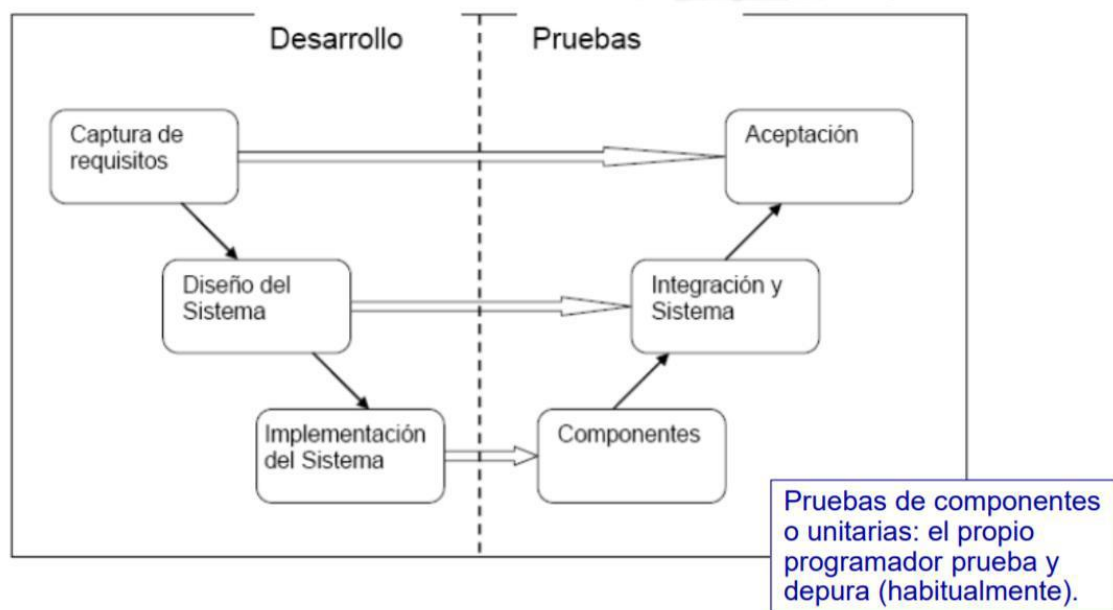 Desarrollo
Pruebas
Captura de
requisitos
Aceptación
Diseño del
Sistema
Integración y
Sistema
Implementación
del Sistema
Componentes
Pruebas de componentes
o unitarias: el propio
programador prueba y
depura (habitualmente).